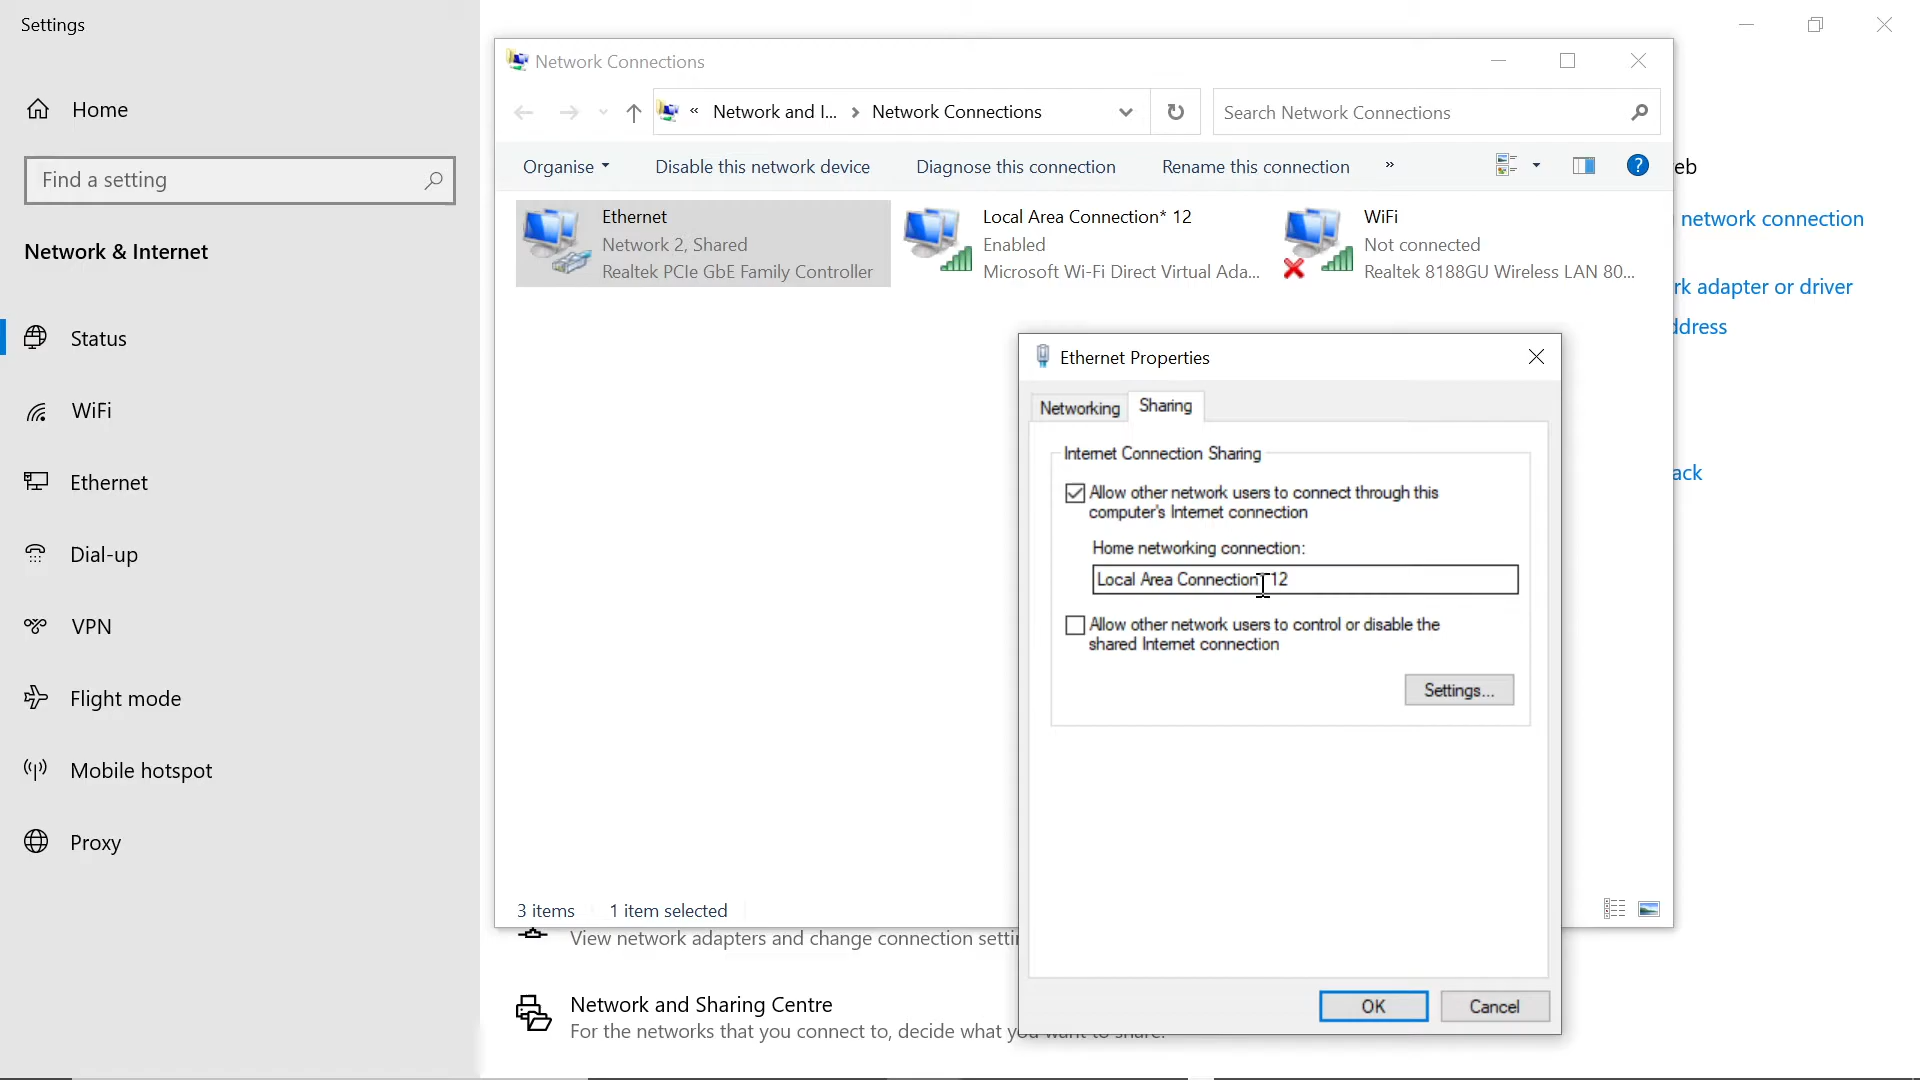 Settings
Home
Find a setting
Network & Internet
Status
WiFi
Ethernet
Dial-up
VPN
Flight mode
Mobile hotspot
Proxy
Network Connections
« Network and I... > Network Connections
Search Network Connections
Organise
Disable this network device
Diagnose this connection
Rename this connection
»
?
Ethernet
Network 2, Shared
Realtek PCIe GbE Family Controller
Local Area Connection* 12
Enabled
Microsoft Wi-Fi Direct Virtual Ada...
WiFi
Not connected
Realtek 8188GU Wireless LAN 80...
eb
network connection
rk adapter or driver
ddress
ack
Ethernet Properties
Networking
Sharing
Internet Connection Sharing
Allow other network users to connect through this
computer's Internet connection
Home networking connection:
Local Area Connection* 12
Allow other network users to control or disable the
shared Internet connection
Settings...
OK
Cancel
3 items
1 item selected
View network adapters and change connection setti
Network and Sharing Centre
For the networks that you connect to, decide what you want to share.